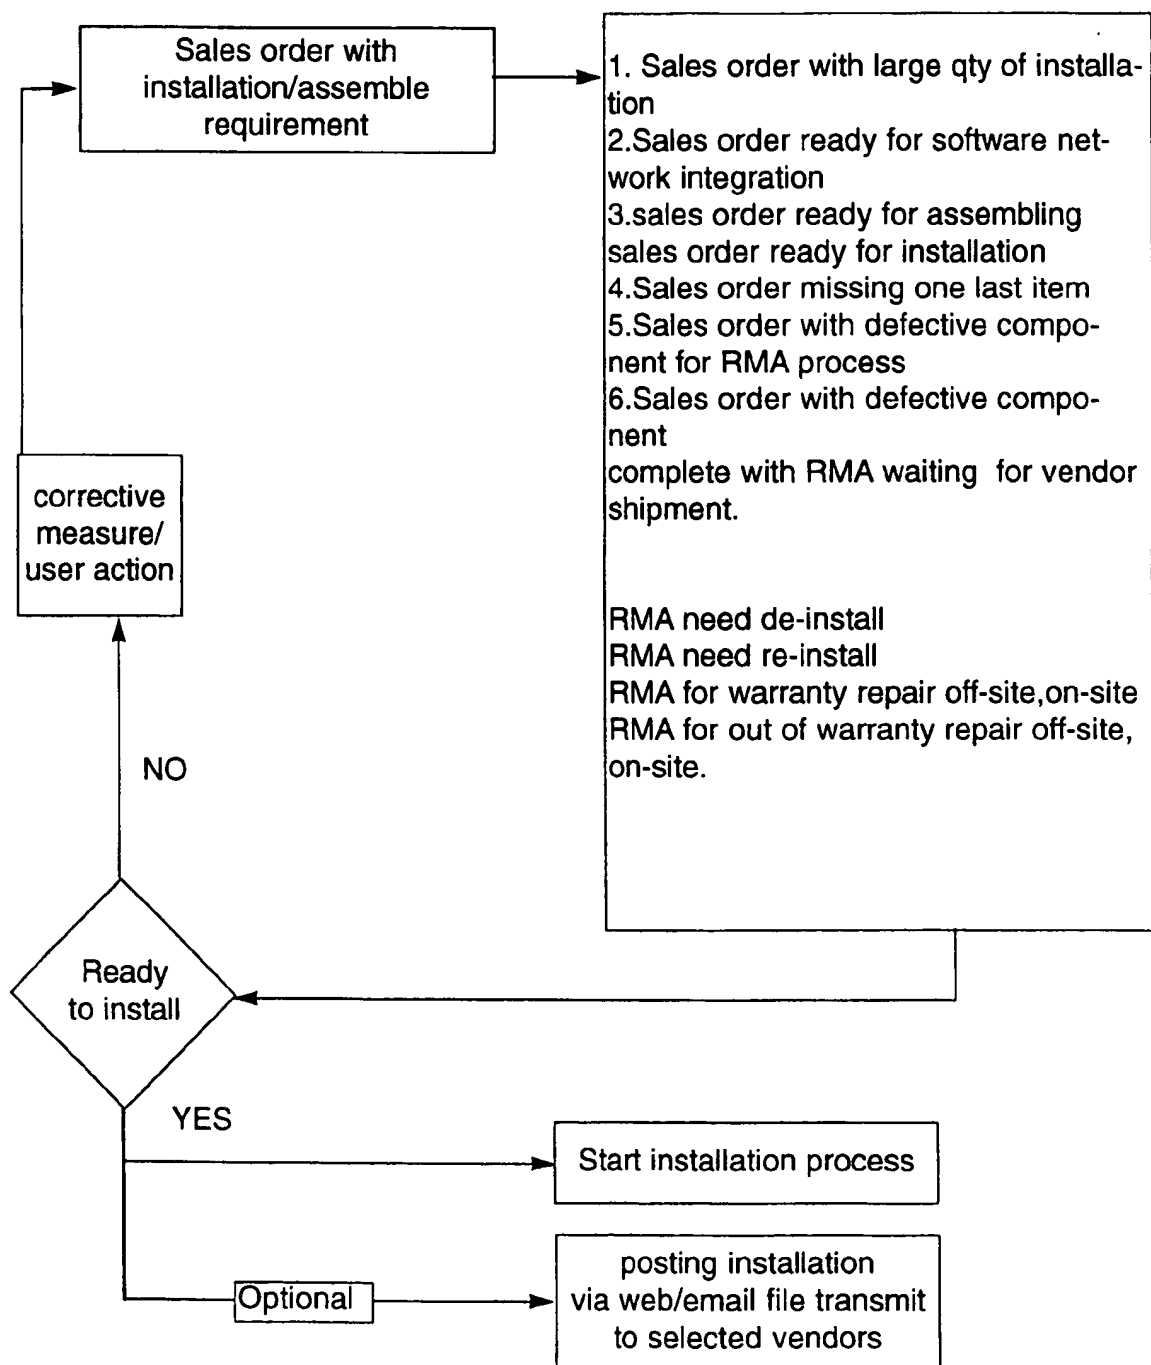 Sales order with
installation/assemble
requirement
1. Sales order with large qty of installa-
tion
2.Sales order ready for software net-
work integration
3.sales order ready for assembling
sales order ready for installation
4.Sales order missing one last item
5.Sales order with defective compo-
nent for RMA process
6.Sales order with defective compo-
nent
complete with RMA waiting for vendor
shipment.
RMA need de-install
RMA need re-install
RMA for warranty repair off-site,on-site
RMA for out of warranty repair off-site,
on-site.
corrective
measure/
user action
NO
Ready
to install
YES
Start installation process
Optional
posting installation
via web/email file transmit
to selected vendors